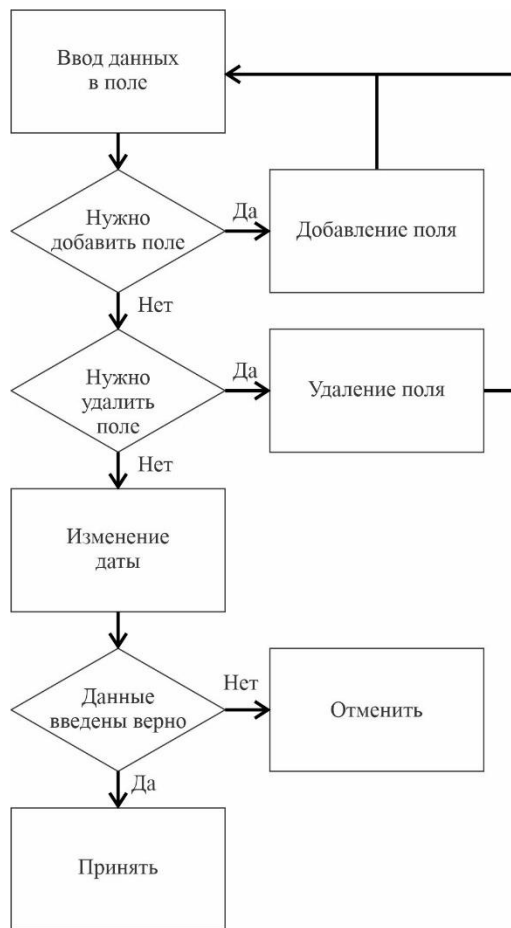 Ввод данных
в поле
Нужно
добавить поле
Да
Добавление поля
Нет
Нужно
удалить
поле
Да
Удаление поля
Нет
Изменение
даты
Данные
введены верно
Нет
Отменить
Да
Принять